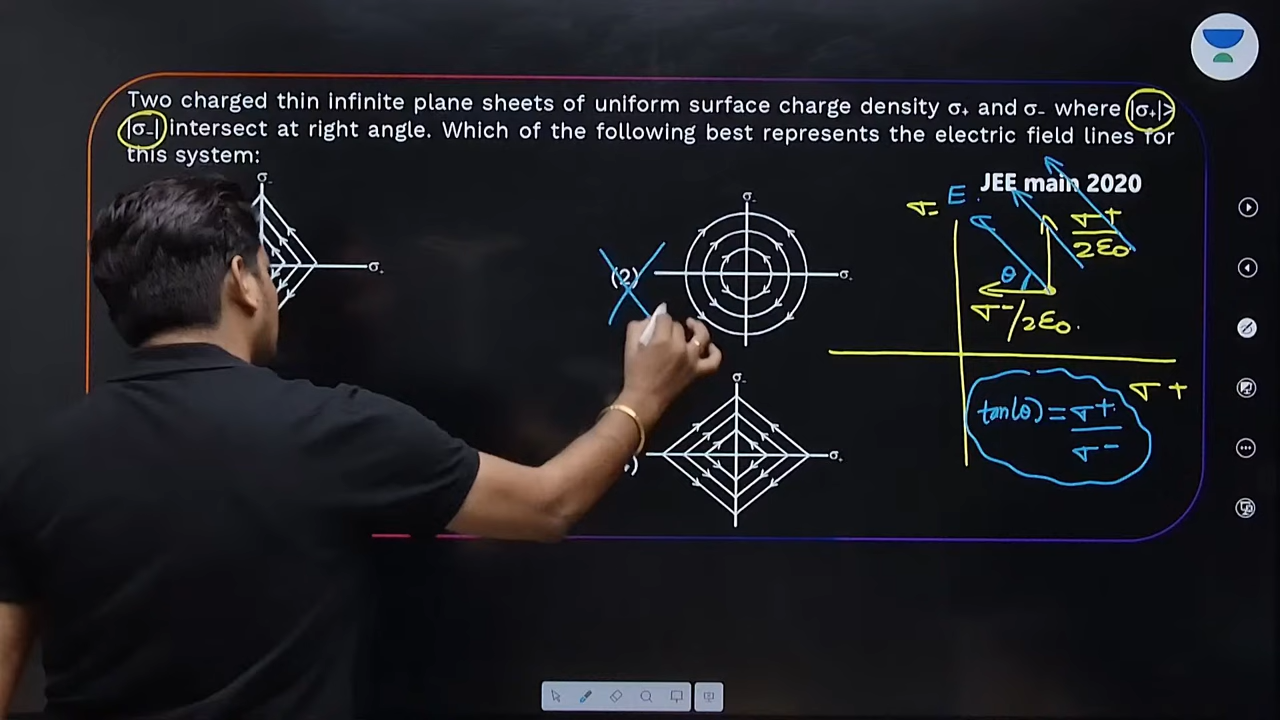 Two charged thin infinite plane sheets of uniform surface charge density σ₊ and σ₋ where |σ₊|>
|σ₋| intersect at right angle. Which of the following best represents the electric field lines for
this system:
JEE main 2020
σ₋
σ₊
(2)
σ₋
σ₊
σ₋
σ₊
)
σ-
E
σ+/2ε₀
θ
σ-/2ε₀
σ+
tan(θ) = σ+/σ-